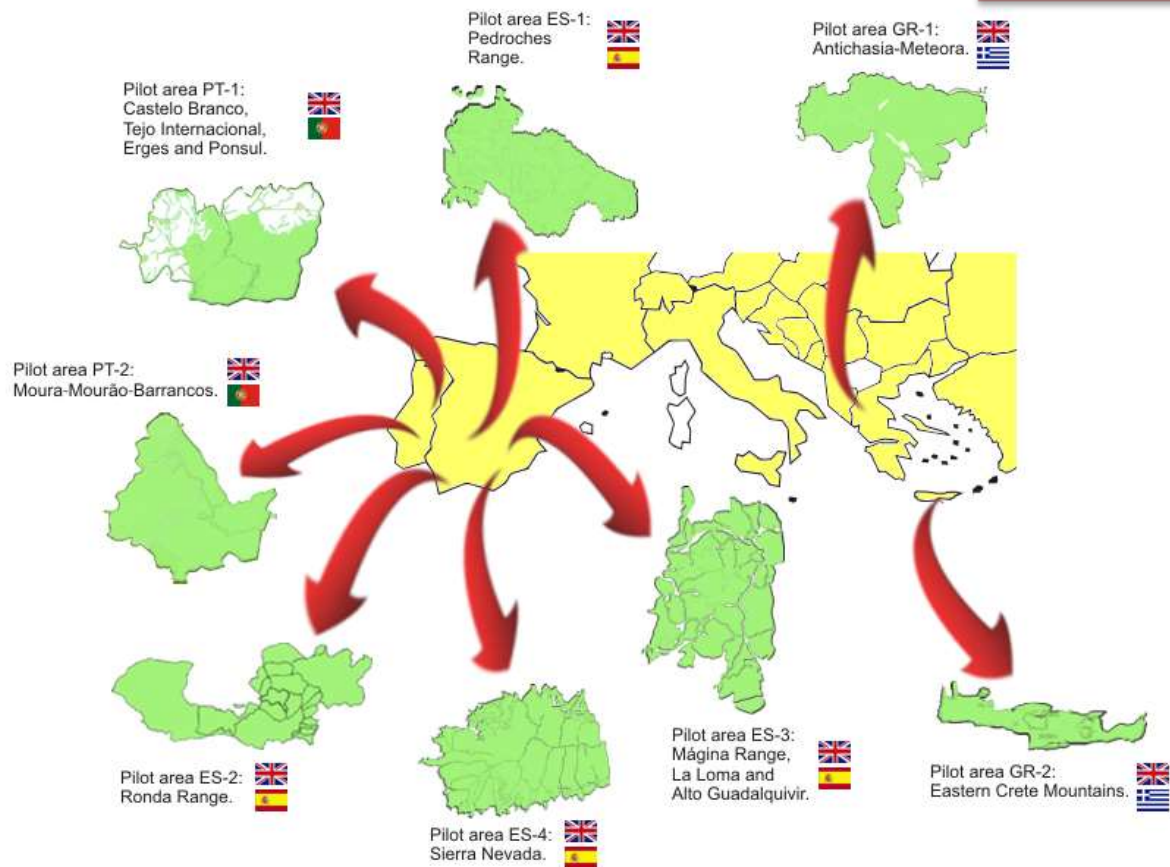 Pilot area ES-1:
Pedroches
Range.
Pilot area GR-1:
Antichasia-Meteora.
Pilot area PT-1:
Castelo Branco,
Tejo Internacional,
Erges and Ponsul.
Pilot area PT-2:
Moura-Mourão-Barrancos.
Pilot area ES-2:
Ronda Range.
Pilot area ES-4:
Sierra Nevada.
Pilot area ES-3:
Mágina Range,
La Loma and
Alto Guadalquivir.
Pilot area GR-2:
Eastern Crete Mountains.